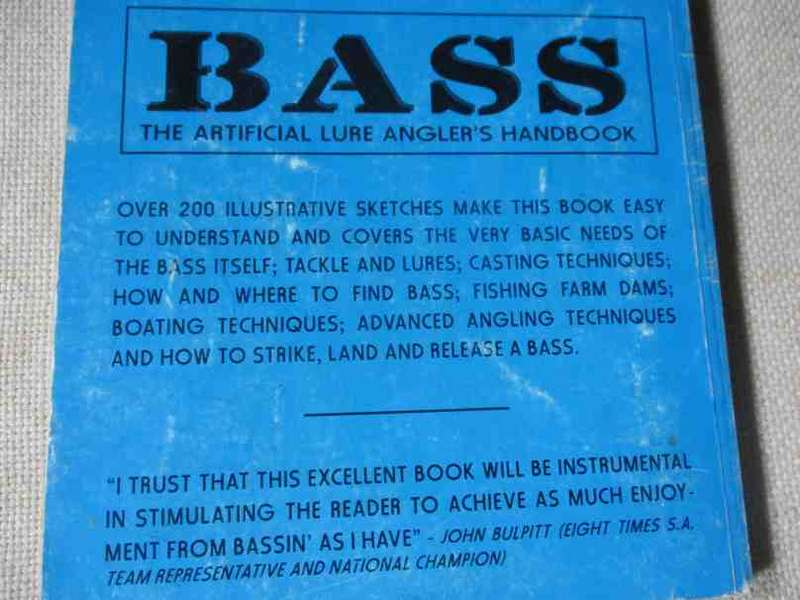 BASS
THE ARTIFICIAL LURE ANGLER'S HANDBOOK
OVER 200 ILLUSTRATIVE SKETCHES MAKE THIS BOOK EASY
TO UNDERSTAND AND COVERS THE VERY BASIC NEEDS OF
THE BASS ITSELF; TACKLE AND LURES; CASTING TECHNIQUES;
HOW AND WHERE TO FIND BASS; FISHING FARM DAMS;
BOATING TECHNIQUES; ADVANCED ANGLING TECHNIQUES
AND HOW TO STRIKE, LAND AND RELEASE A BASS.
"I TRUST THAT THIS EXCELLENT BOOK WILL BE INSTRUMENTAL
IN STIMULATING THE READER TO ACHIEVE AS MUCH ENJOY-
MENT FROM BASSIN' AS I HAVE" - JOHN BULPITT (EIGHT TIMES S.A.
TEAM REPRESENTATIVE AND NATIONAL CHAMPION)